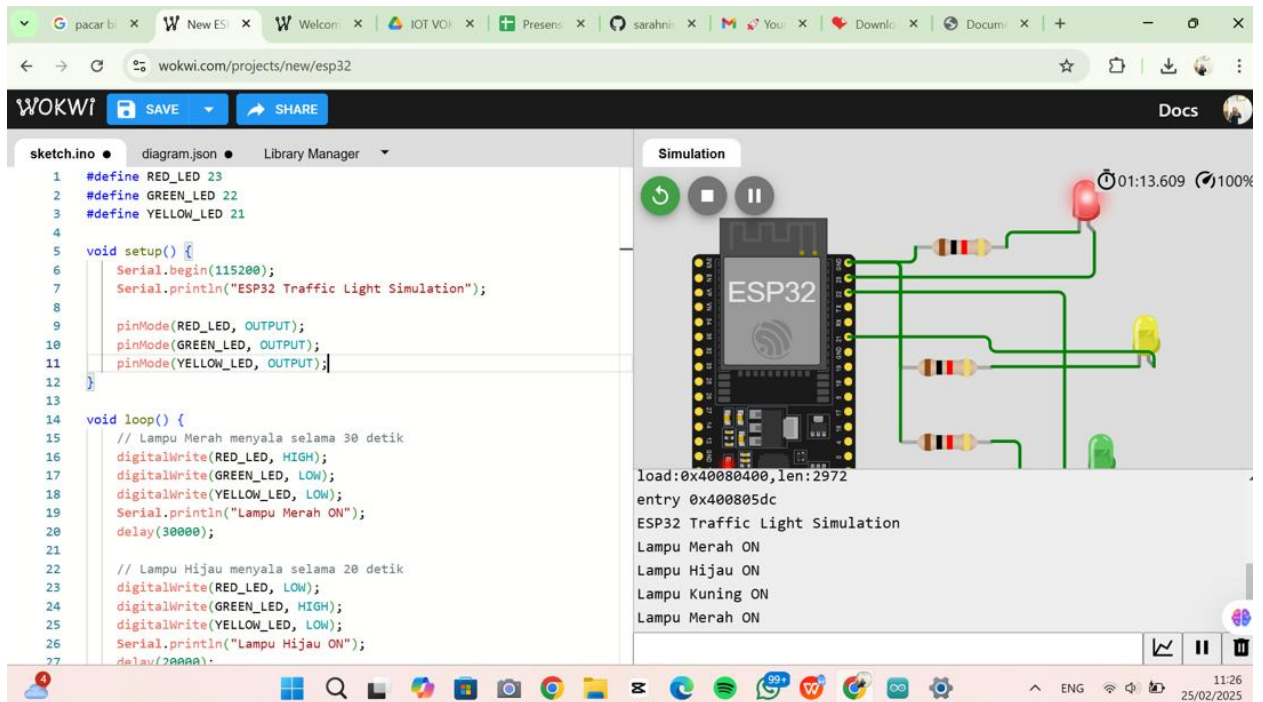 pacar bi
New ES
Welcom
IOT VOK
Presens
sarahnis
Your
Downlo
Docume
wokwi.com/projects/new/esp32
WOKWi
SAVE
SHARE
Docs
sketch.ino ●
diagram.json ●
Library Manager
1 #define RED_LED 23
2 #define GREEN_LED 22
3 #define YELLOW_LED 21
4
5 void setup() {
6 Serial.begin(115200);
7 Serial.println("ESP32 Traffic Light Simulation");
8
9 pinMode(RED_LED, OUTPUT);
10 pinMode(GREEN_LED, OUTPUT);
11 pinMode(YELLOW_LED, OUTPUT);
12 }
13
14 void loop() {
15 // Lampu Merah menyala selama 30 detik
16 digitalWrite(RED_LED, HIGH);
17 digitalWrite(GREEN_LED, LOW);
18 digitalWrite(YELLOW_LED, LOW);
19 Serial.println("Lampu Merah ON");
20 delay(30000);
21
22 // Lampu Hijau menyala selama 20 detik
23 digitalWrite(RED_LED, LOW);
24 digitalWrite(GREEN_LED, HIGH);
25 digitalWrite(YELLOW_LED, LOW);
26 Serial.println("Lampu Hijau ON");
27 delay(20000);
Simulation
01:13.609 100%
ESP32
load:0x40080400,len:2972
entry 0x400805dc
ESP32 Traffic Light Simulation
Lampu Merah ON
Lampu Hijau ON
Lampu Kuning ON
Lampu Merah ON
4
99+
ENG
11:26
25/02/2025